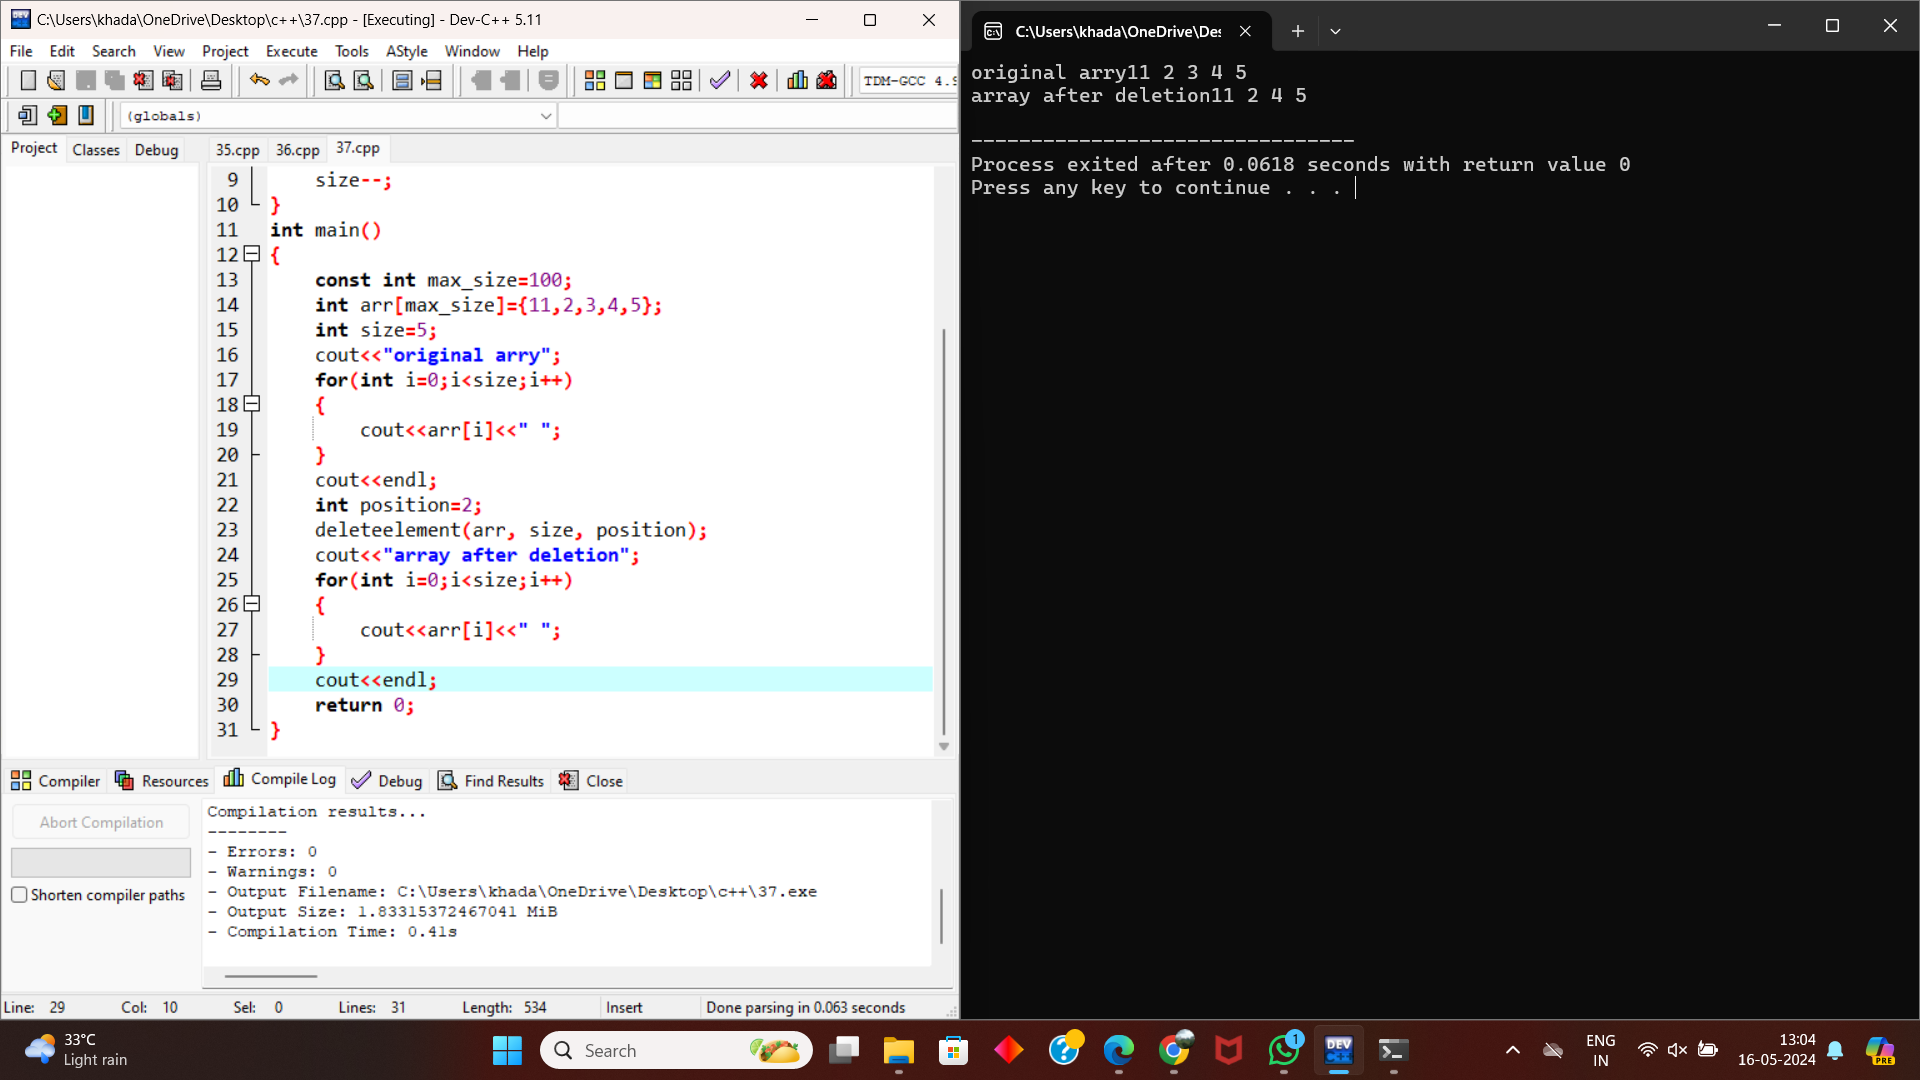 C:\Users\khada\OneDrive\Desktop\c++\37.cpp - [Executing] - Dev-C++ 5.11
File Edit Search View Project Execute Tools AStyle Window Help
TDM-GCC 4.9
(globals)
Project Classes Debug
35.cpp 36.cpp 37.cpp
9 size--;
10 }
11 int main()
12 {
13 const int max_size=100;
14 int arr[max_size]={11,2,3,4,5};
15 int size=5;
16 cout<<"original arry";
17 for(int i=0;i<size;i++)
18 {
19 cout<<arr[i]<<" ";
20 }
21 cout<<endl;
22 int position=2;
23 deleteelement(arr, size, position);
24 cout<<"array after deletion";
25 for(int i=0;i<size;i++)
26 {
27 cout<<arr[i]<<" ";
28 }
29 cout<<endl;
30 return 0;
31 }
Compiler Resources Compile Log Debug Find Results Close
Abort Compilation
Shorten compiler paths
Compilation results...
--------
- Errors: 0
- Warnings: 0
- Output Filename: C:\Users\khada\OneDrive\Desktop\c++\37.exe
- Output Size: 1.83315372467041 MiB
- Compilation Time: 0.41s
Line: 29 Col: 10 Sel: 0 Lines: 31 Length: 534 Insert Done parsing in 0.063 seconds
C:\Users\khada\OneDrive\Des
original arry11 2 3 4 5
array after deletion11 2 4 5
--------------------------------
Process exited after 0.0618 seconds with return value 0
Press any key to continue . . .
33°C
Light rain
Search
DEV
C++
1
ENG
IN
13:04
16-05-2024
PRE